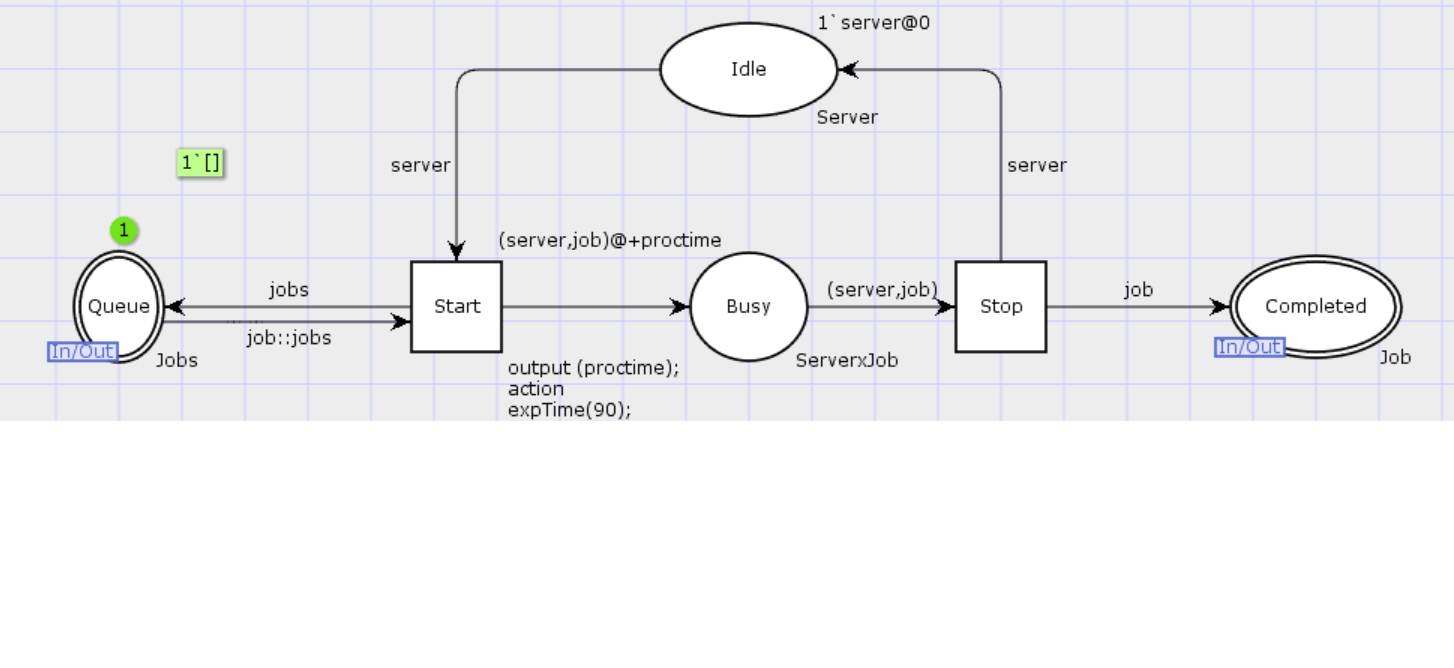 1`server@0
Idle
Server
1`[]
server
server
1
(server,job)@+proctime
jobs
(server,job)
job
Queue
Start
Busy
Stop
Completed
job::jobs
In/Out
Jobs
ServerxJob
In/Out
Job
output (proctime);
action
expTime(90);